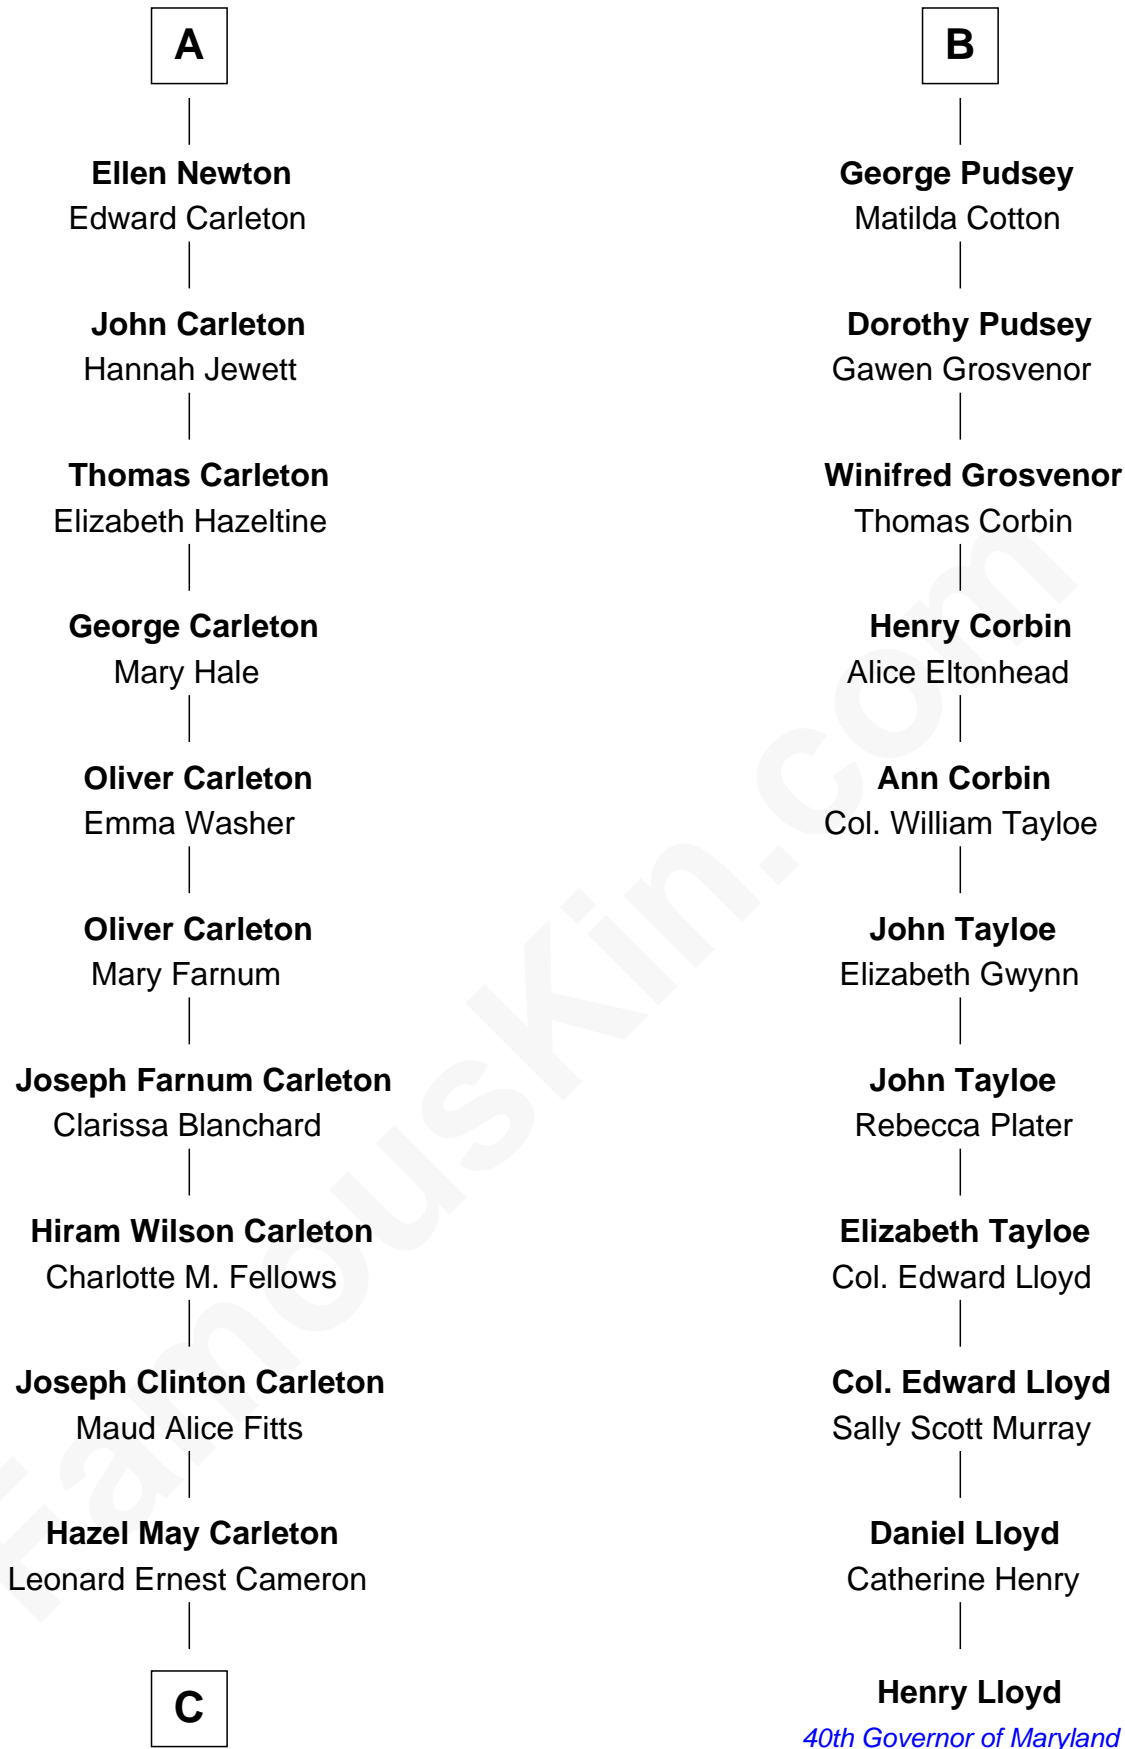 A
Ellen Newton
Edward Carleton
John Carleton
Hannah Jewett
Thomas Carleton
Elizabeth Hazeltine
George Carleton
Mary Hale
Oliver Carleton
Emma Washer
Oliver Carleton
Mary Farnum
Joseph Farnum Carleton
Clarissa Blanchard
Hiram Wilson Carleton
Charlotte M. Fellows
Joseph Clinton Carleton
Maud Alice Fitts
Hazel May Carleton
Leonard Ernest Cameron
C
B
George Pudsey
Matilda Cotton
Dorothy Pudsey
Gawen Grosvenor
Winifred Grosvenor
Thomas Corbin
Henry Corbin
Alice Eltonhead
Ann Corbin
Col. William Tayloe
John Tayloe
Elizabeth Gwynn
John Tayloe
Rebecca Plater
Elizabeth Tayloe
Col. Edward Lloyd
Col. Edward Lloyd
Sally Scott Murray
Daniel Lloyd
Catherine Henry
Henry Lloyd
40th Governor of Maryland
FamousKin.com